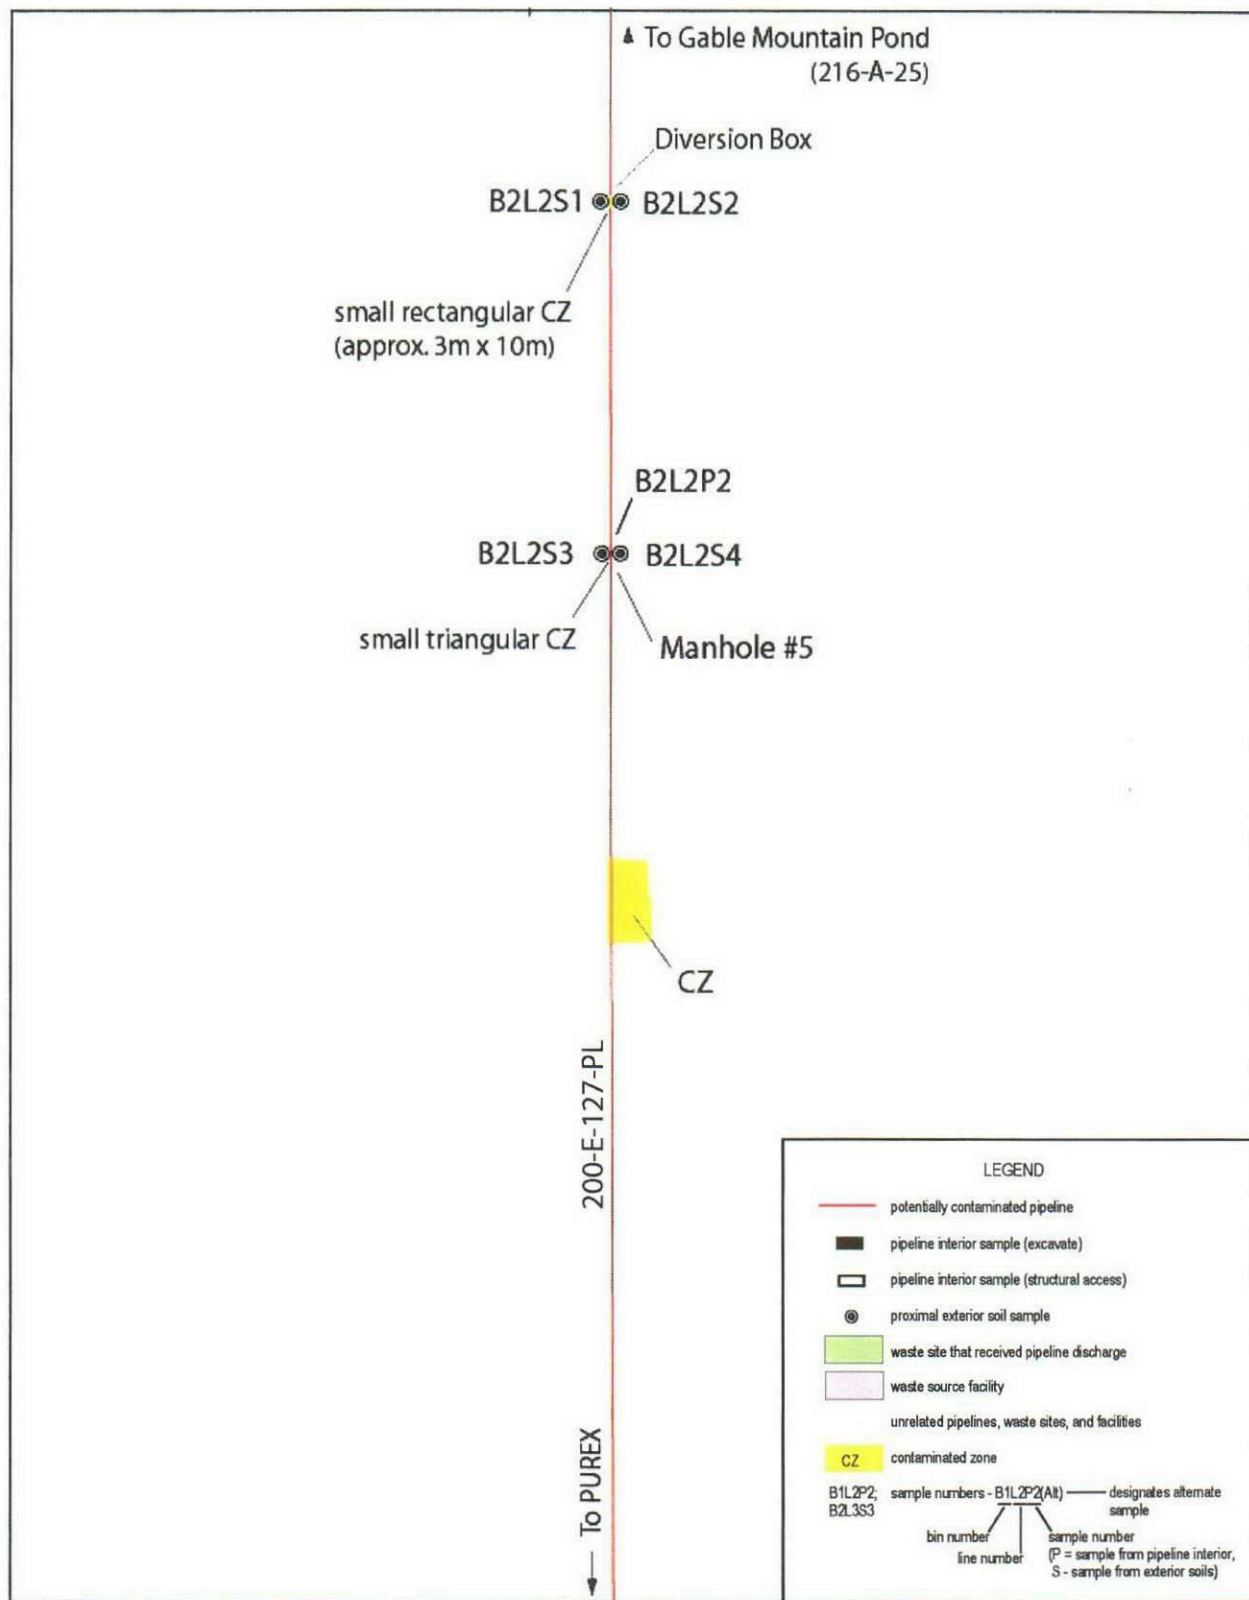 To Gable Mountain Pond
(216-A-25)
Diversion Box
B2L2S1
B2L2S2
small rectangular CZ
(approx. 3m x 10m)
B2L2P2
B2L2S3
B2L2S4
small triangular CZ
Manhole #5
CZ
200-E-127-PL
To PUREX
LEGEND
potentially contaminated pipeline
pipeline interior sample (excavate)
pipeline interior sample (structural access)
proximal exterior soil sample
waste site that received pipeline discharge
waste source facility
unrelated pipelines, waste sites, and facilities
CZ contaminated zone
B1L2P2; sample numbers - B1L2P2(Alt) designates alternate
B2L3S3 sample
bin number sample number
line number (P = sample from pipeline interior,
S - sample from exterior soils)